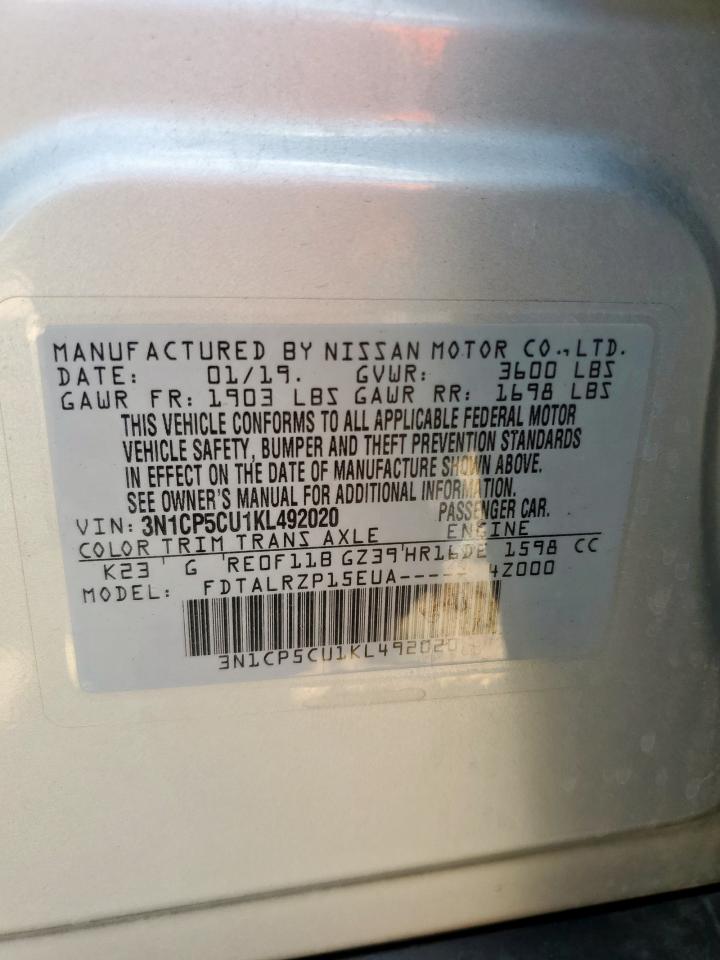 MANUFACTURED BY NISSAN MOTOR CO.,LTD.
DATE: 01/19. GVWR: 3600 LBS
GAWR FR: 1903 LBS GAWR RR: 1698 LBS
THIS VEHICLE CONFORMS TO ALL APPLICABLE FEDERAL MOTOR
VEHICLE SAFETY, BUMPER AND THEFT PREVENTION STANDARDS
IN EFFECT ON THE DATE OF MANUFACTURE SHOWN ABOVE.
SEE OWNER'S MANUAL FOR ADDITIONAL INFORMATION.
VIN: 3N1CP5CU1KL492020 PASSENGER CAR.
COLOR TRIM TRANS AXLE ENGINE
K23 G RE0F11B GZ39 HR16DE 1598 CC
MODEL: FDTALRZP15EUA----- 4Z000
3N1CP5CU1KL492020